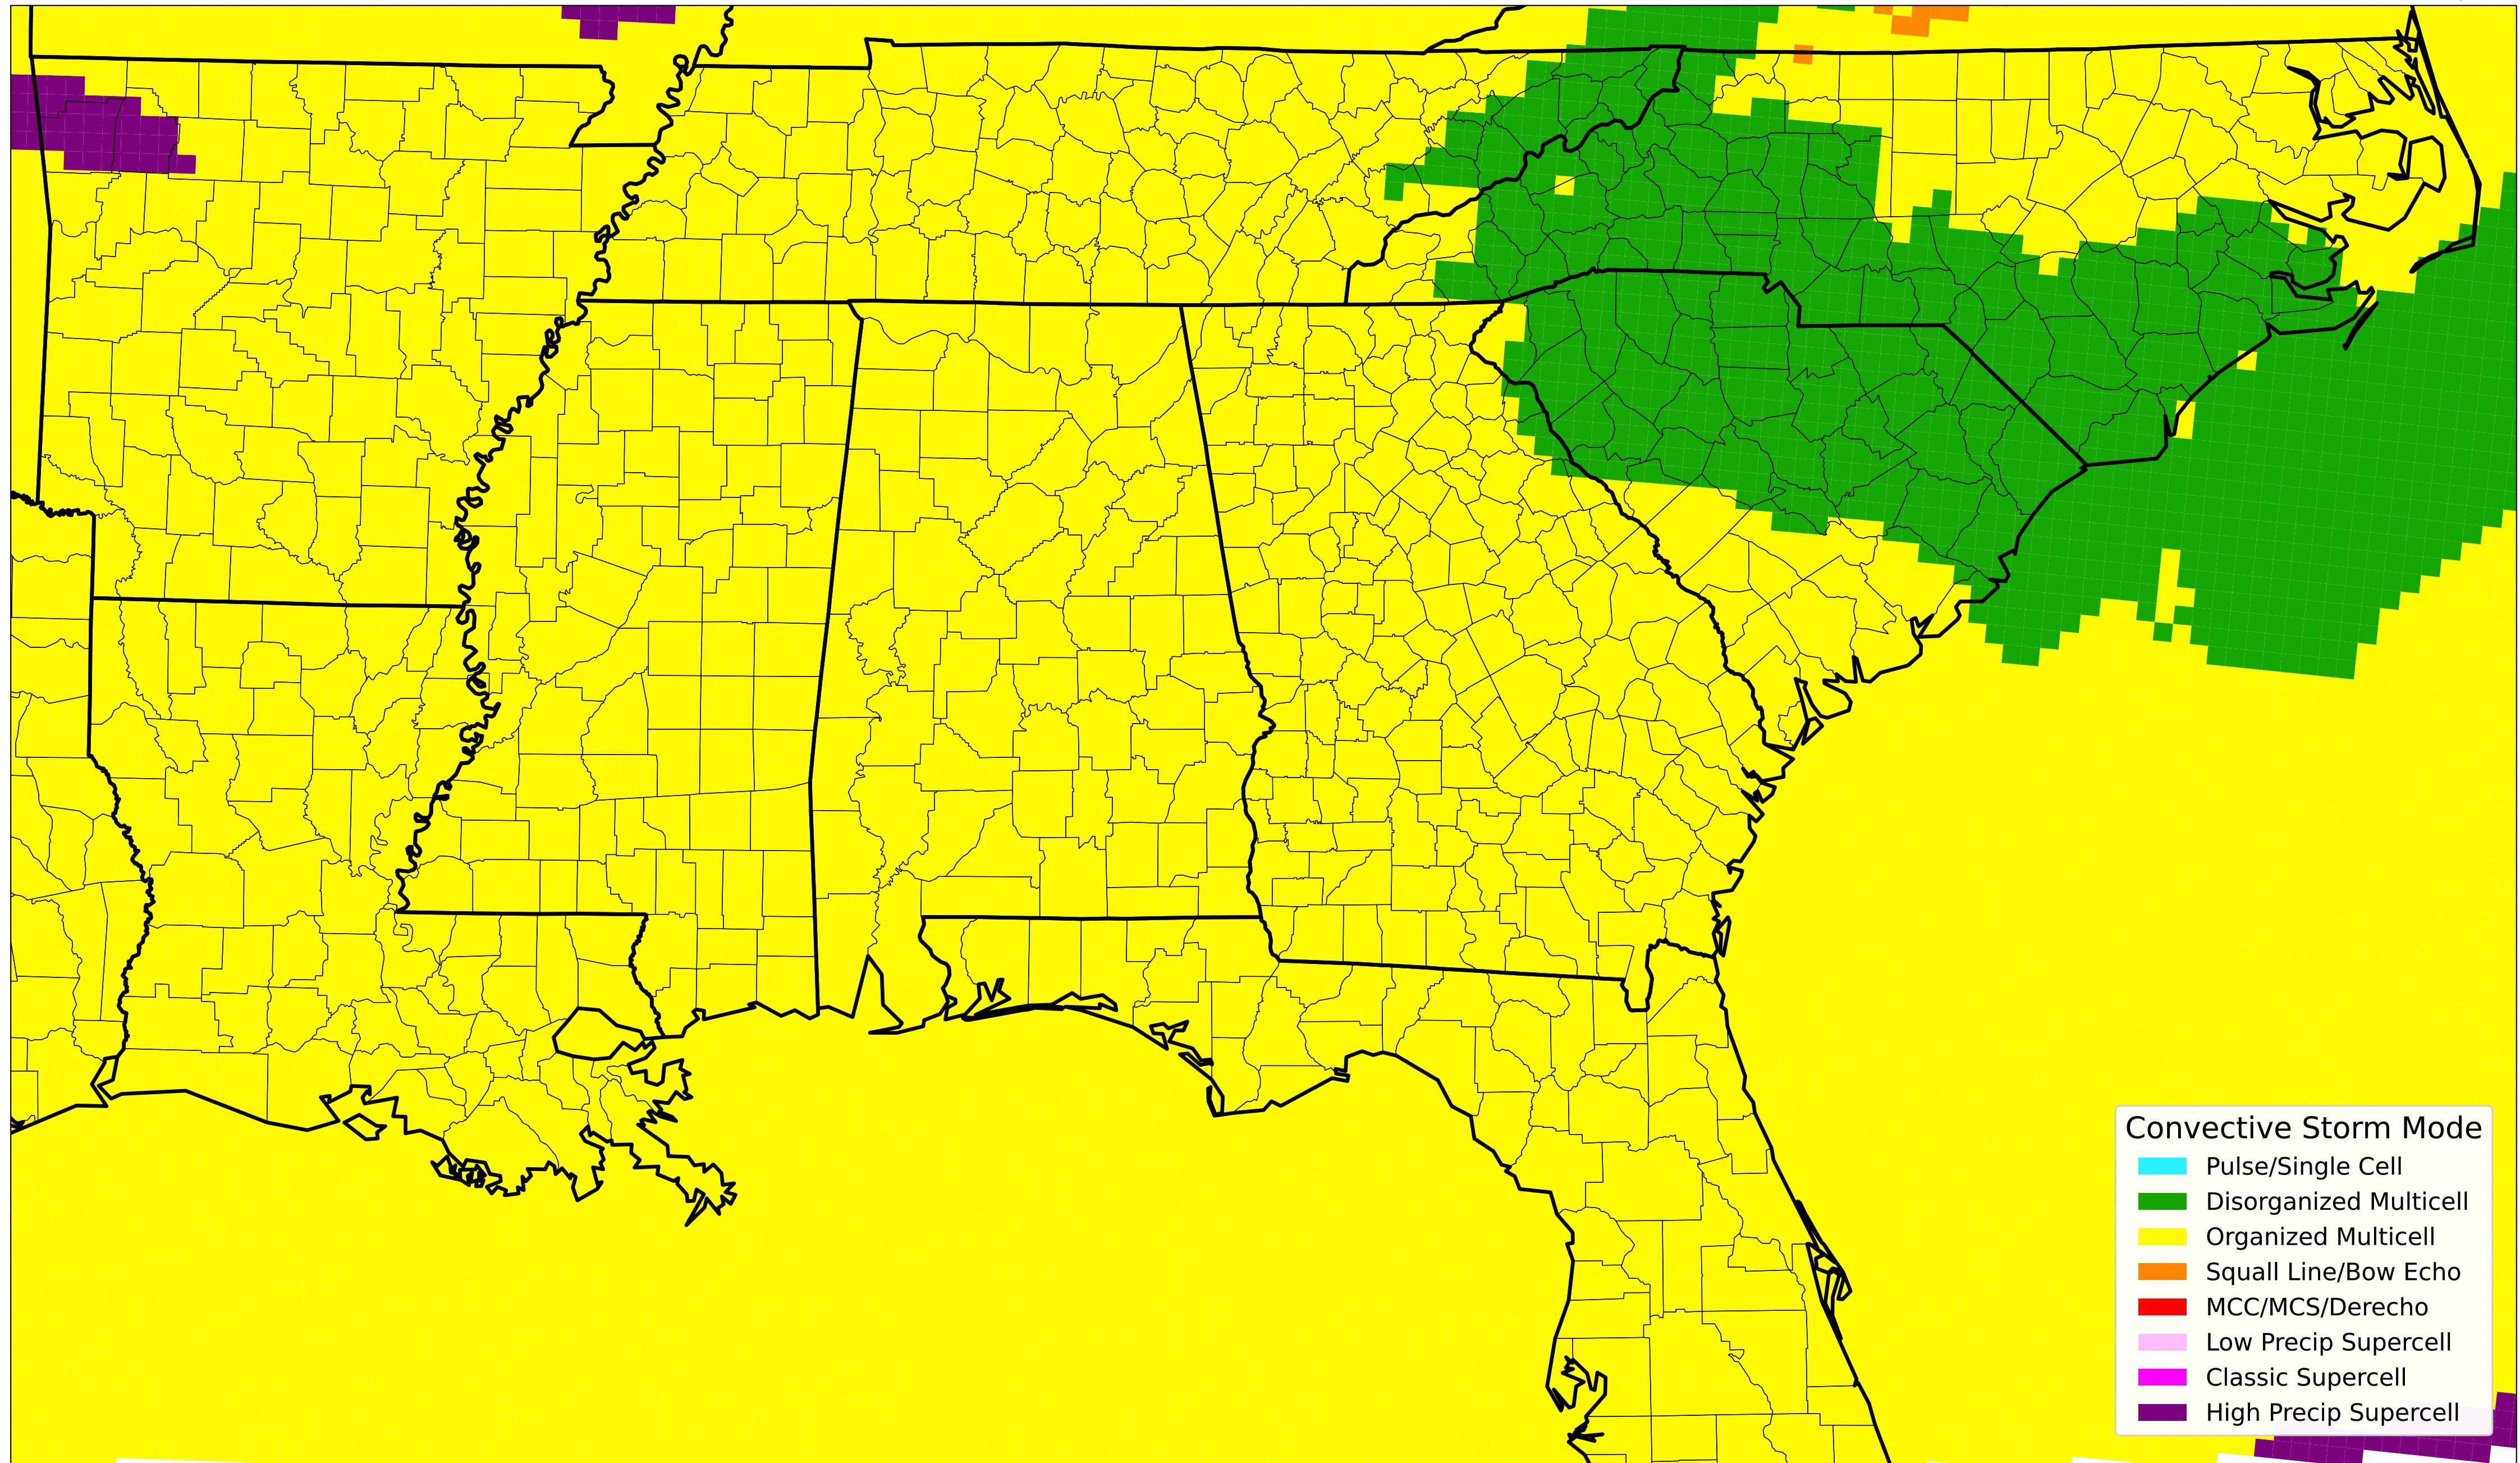 Convective Storm Mode
Pulse/Single Cell
Disorganized Multicell
Organized Multicell
Squall Line/Bow Echo
MCC/MCS/Derecho
Low Precip Supercell
Classic Supercell
High Precip Supercell